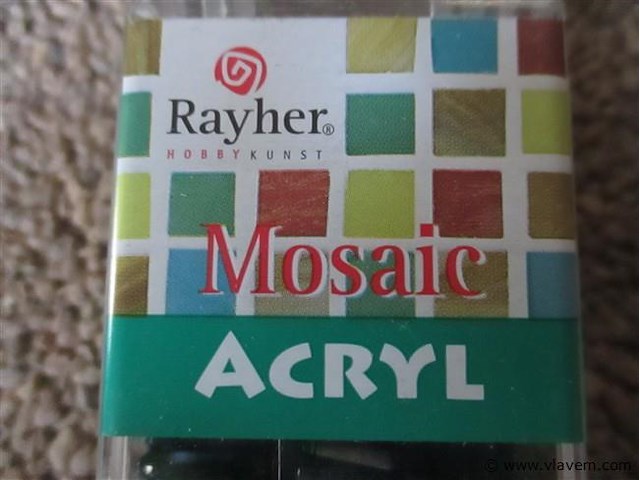 Rayher®
HOBBYKUNST
Mosaic
ACRYL
© www.vlavem.com